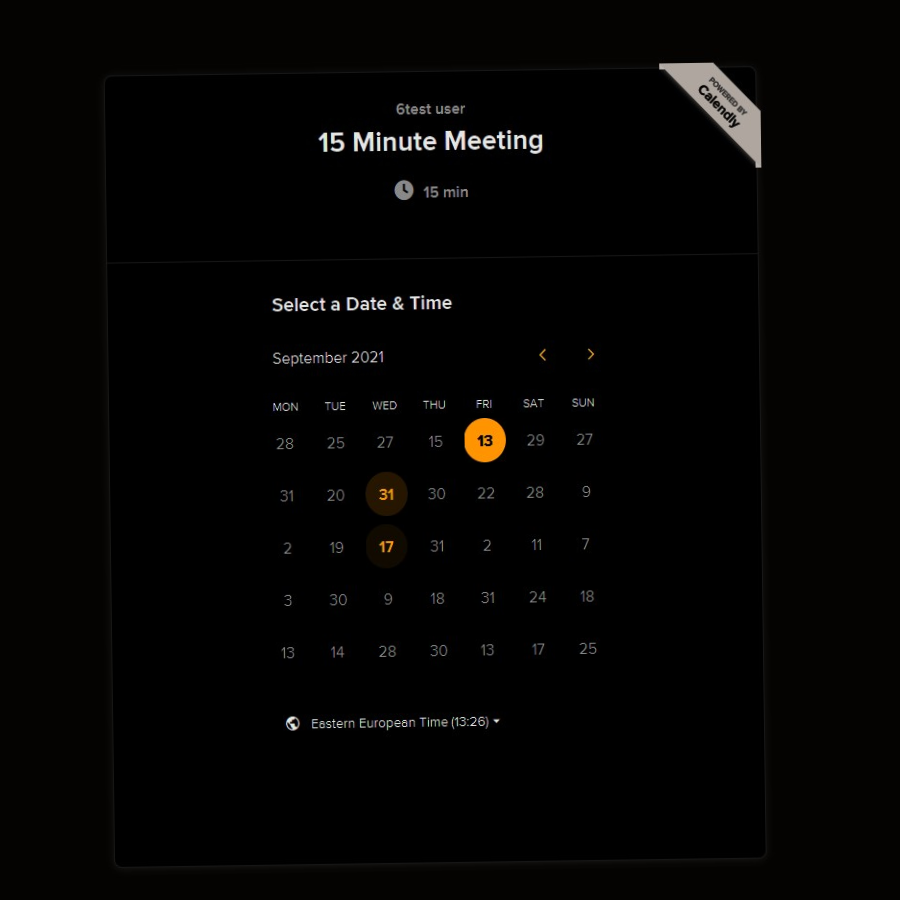 POWERED BY
Calendly
6test user
15 Minute Meeting
15 min
Select a Date & Time
September 2021
MON TUE WED THU FRI SAT SUN
28 25 27 15 13 29 27
31 20 31 30 22 28 9
2 19 17 31 2 11 7
3 30 9 18 31 24 18
13 14 28 30 13 17 25
Eastern European Time (13:26)